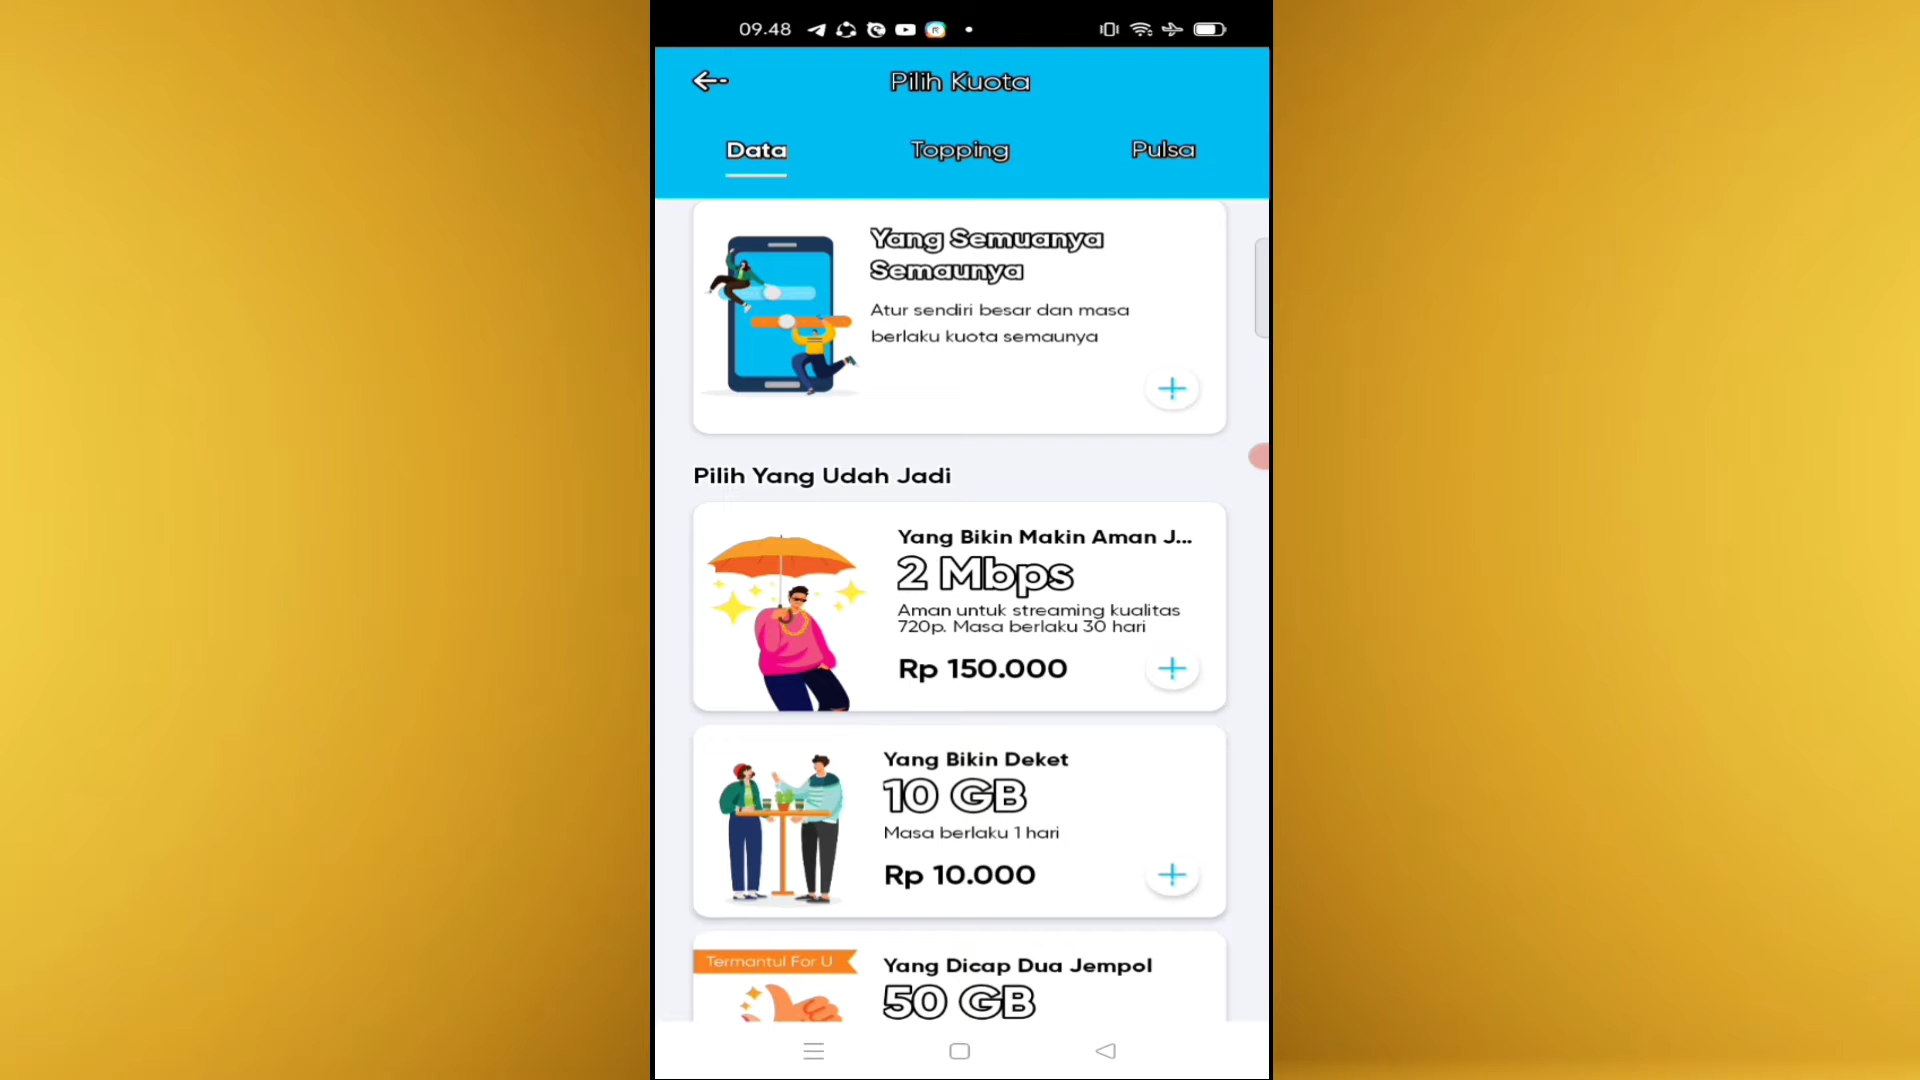 09.48
Pilih Kuota
Data
Topping
Pulsa
Yang Semuanya
Semaunya
Atur sendiri besar dan masa
berlaku kuota semaunya
Pilih Yang Udah Jadi
Yang Bikin Makin Aman J...
2 Mbps
Aman untuk streaming kualitas
720p. Masa berlaku 30 hari
Rp 150.000
Yang Bikin Deket
10 GB
Masa berlaku 1 hari
Rp 10.000
Termantul For U
Yang Dicap Dua Jempol
50 GB